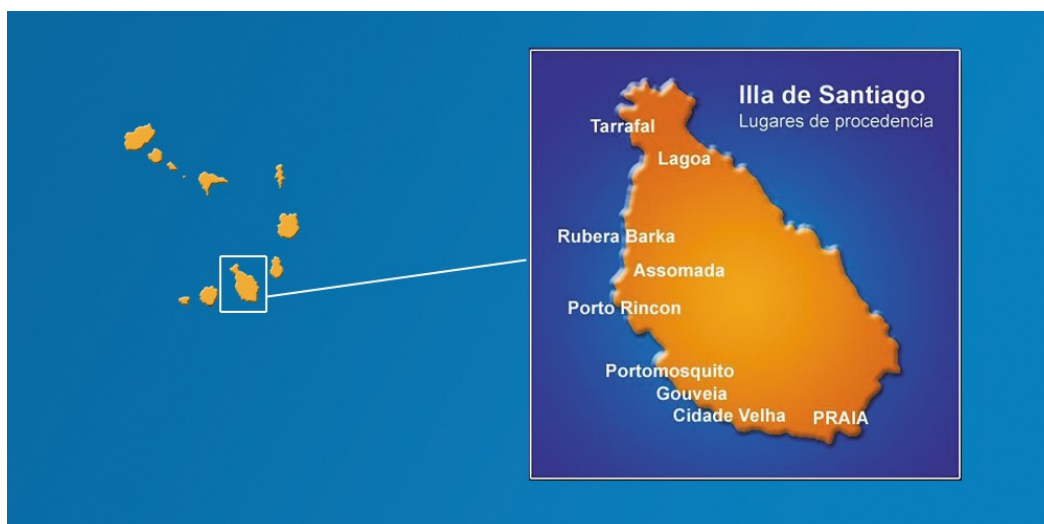 Illa de Santiago
Lugares de procedencia
Tarrafal
Lagoa
Rubera Barka
Assomada
Porto Rincon
Portomosquito
Gouveia
Cidade Velha
PRAIA